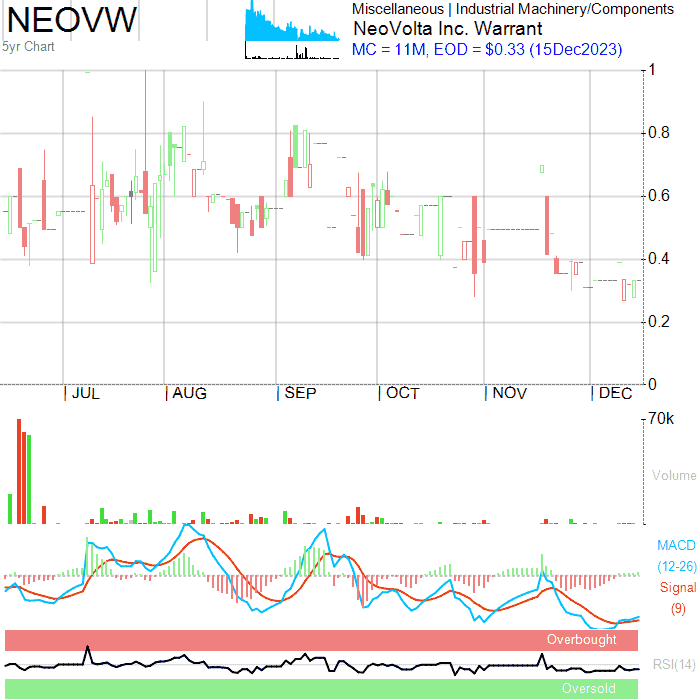 NEOVW
5yr Chart
Miscellaneous | Industrial Machinery/Components
NeoVolta Inc. Warrant
MC = 11M, EOD = $0.33 (15Dec2023)
1
0.8
0.6
0.4
0.2
0
| JUL | AUG | SEP | OCT | NOV | DEC
70k
Volume
MACD
(12-26)
Signal
(9)
Overbought
RSI(14)
Oversold